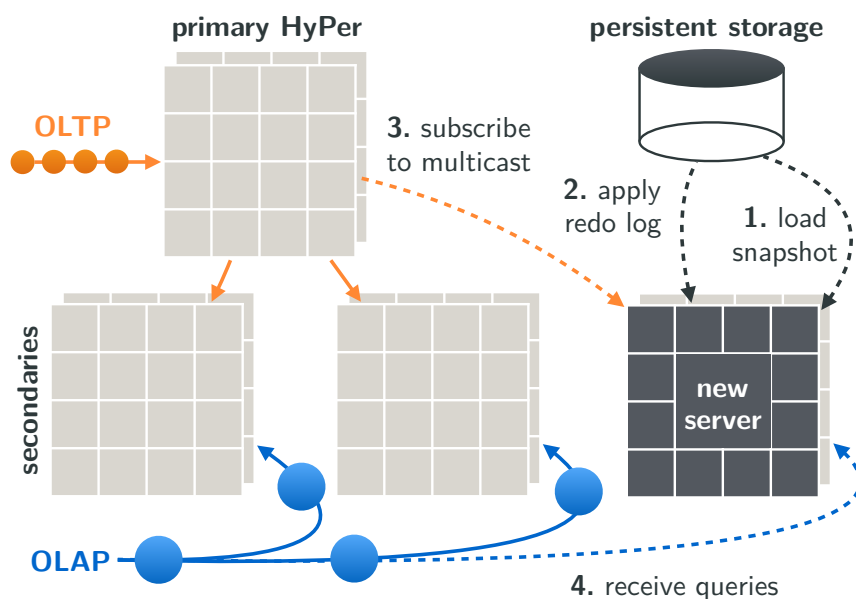 primary HyPer
persistent storage
OLTP
3. subscribe
to multicast
2. apply
redo log
1. load
snapshot
secondaries
new
server
OLAP
4. receive queries